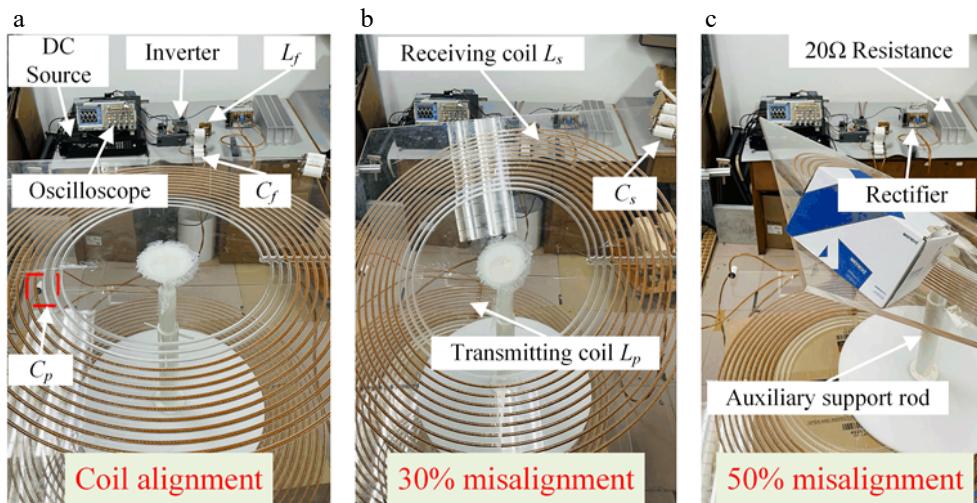 a
DC
Source
Inverter
Lf
Oscilloscope
Cf
Cp
Coil alignment
b
Receiving coil Ls
Cs
Transmitting coil Lp
30% misalignment
c
20Ω Resistance
Rectifier
Auxiliary support rod
50% misalignment